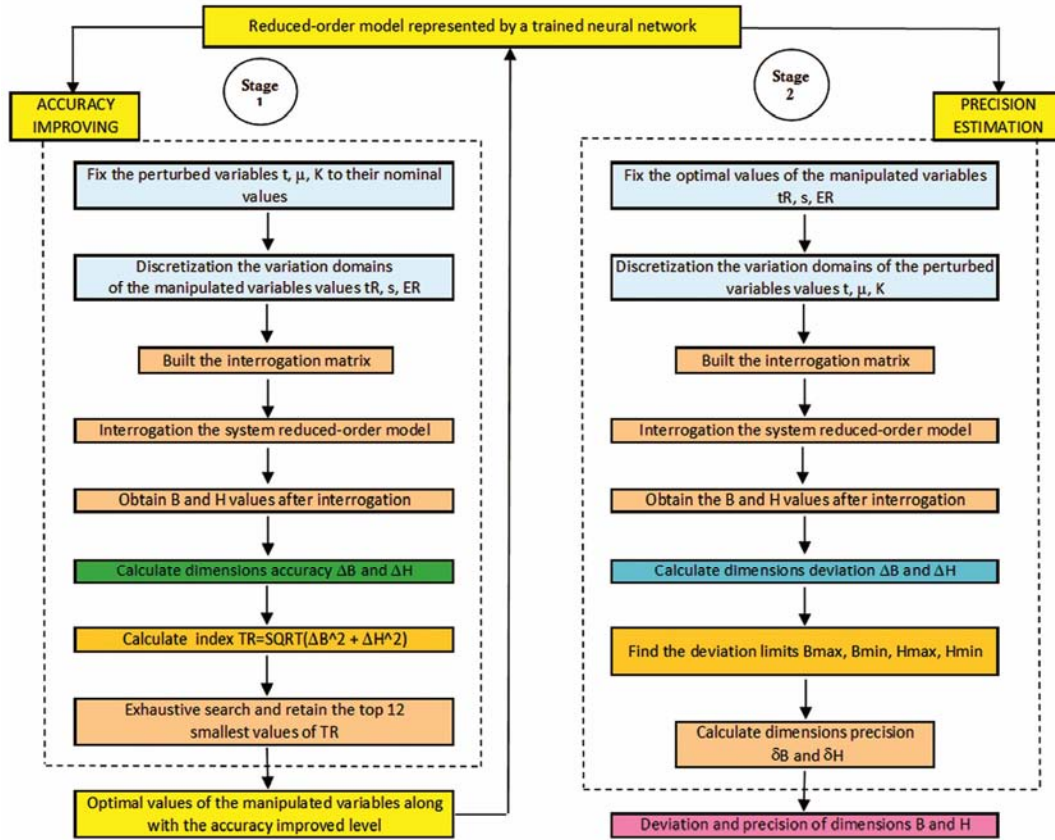 Reduced-order model represented by a trained neural network
Stage
1
ACCURACY
IMPROVING
Fix the perturbed variables t, μ, K to their nominal
values
Discretization the variation domains
of the manipulated variables values tR, s, ER
Built the interrogation matrix
Interrogation the system reduced-order model
Obtain B and H values after interrogation
Calculate dimensions accuracy ΔB and ΔH
Calculate index TR=SQRT(ΔB^2 + ΔH^2)
Exhaustive search and retain the top 12
smallest values of TR
Optimal values of the manipulated variables along
with the accuracy improved level
Stage
2
PRECISION
ESTIMATION
Fix the optimal values of the manipulated variables
tR, s, ER
Discretization the variation domains of the perturbed
variables values t, μ, K
Built the interrogation matrix
Interrogation the system reduced-order model
Obtain the B and H values after interrogation
Calculate dimensions deviation ΔB and ΔH
Find the deviation limits Bmax, Bmin, Hmax, Hmin
Calculate dimensions precision
δB and δH
Deviation and precision of dimensions B and H